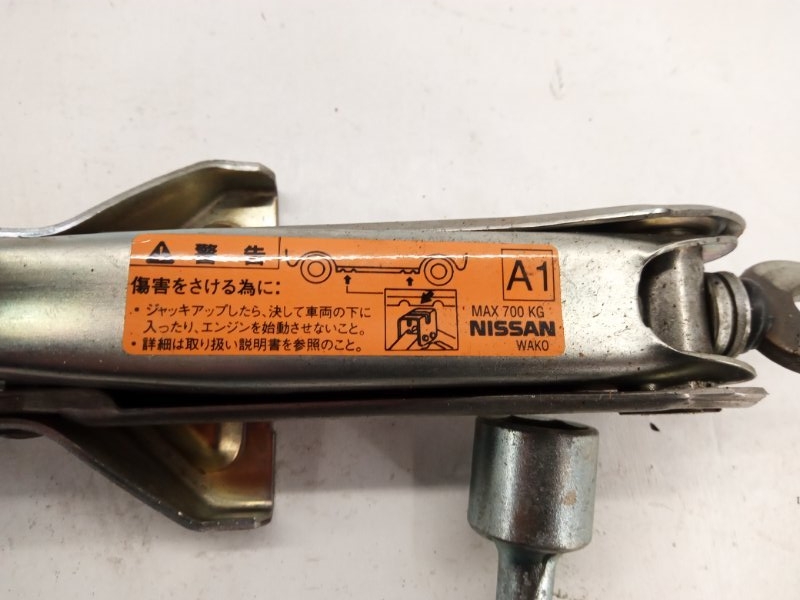 警告
傷害をさける為に:
・ジャッキアップしたら、決して車両の下に
入ったり、エンジンを始動させないこと。
・詳細は取り扱い説明書を参照のこと。
A1
MAX 700 KG
NISSAN
WAKO